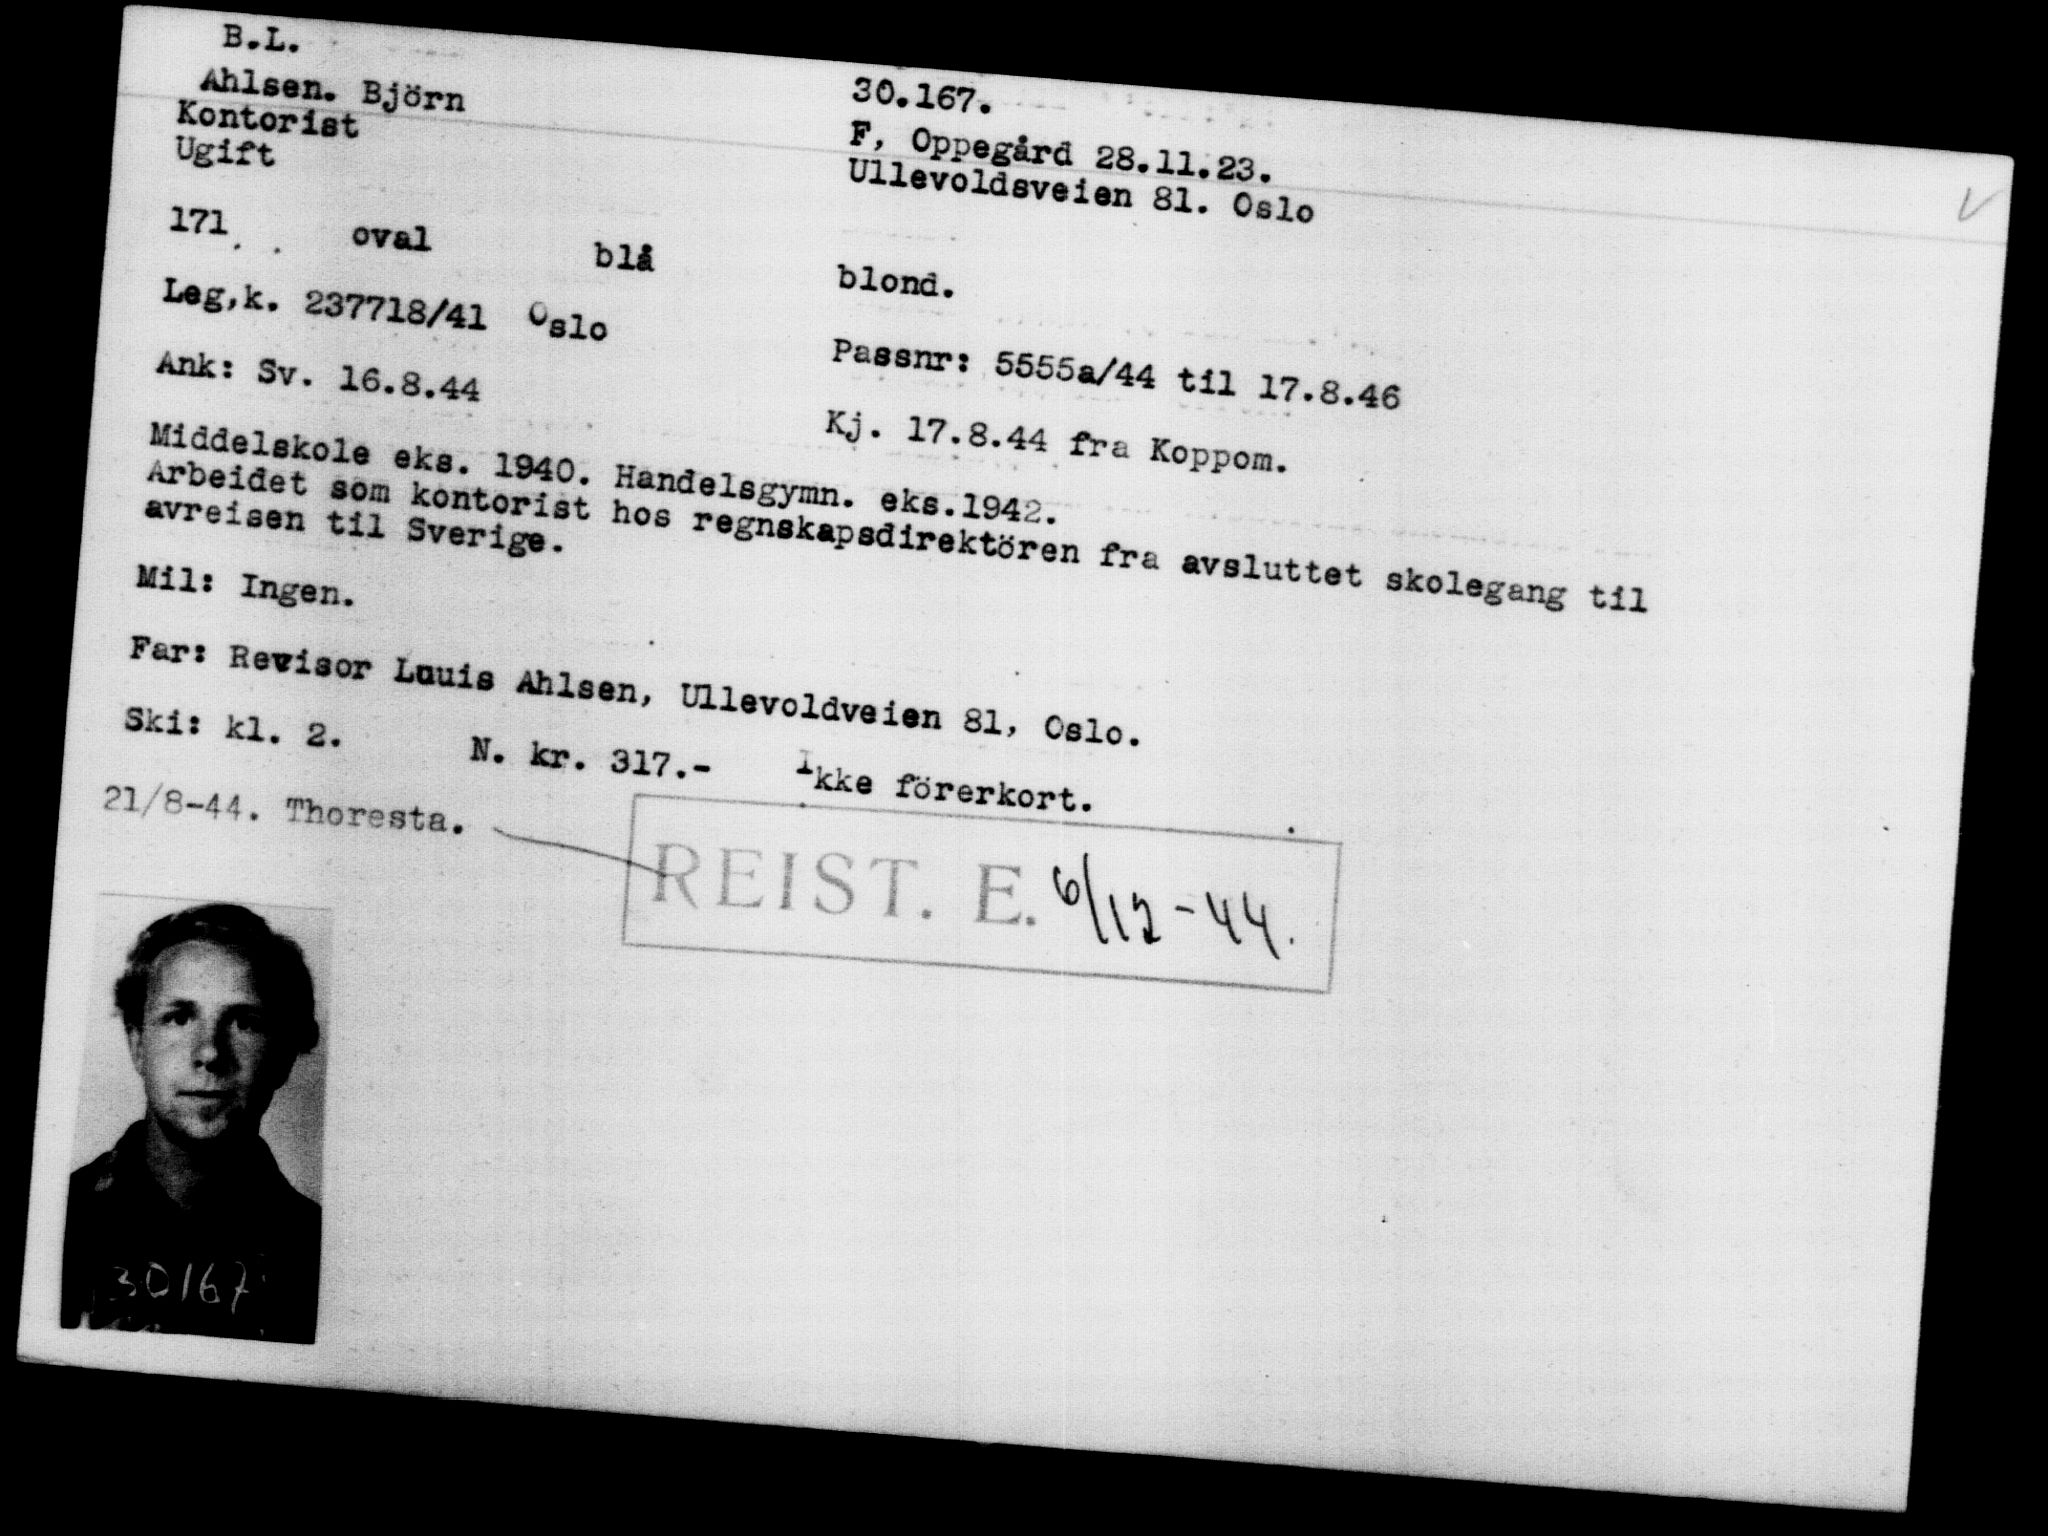 B.L.
Ahlsen. Björn 30.167.
Kontorist F, Oppegård 28.11.23.
Ugift Ullevoldsveien 81. Oslo
171 oval blå blond.
Leg,k. 237718/41 Oslo Passnr: 5555a/44 til 17.8.46
Ank: Sv. 16.8.44 Kj. 17.8.44 fra Koppom.
Middelskole eks. 1940. Handelsgymn. eks.1942.
Arbeidet som kontorist hos regnskapsdirektören fra avsluttet skolegang til
avreisen til Sverige.
Mil: Ingen.
Far: Revisor Luuis Ahlsen, Ullevoldveien 81, Oslo.
Ski: kl. 2. N. kr. 317.- Ikke förerkort.
21/8-44. Thoresta.
REIST. E. 6/12-44.
30167